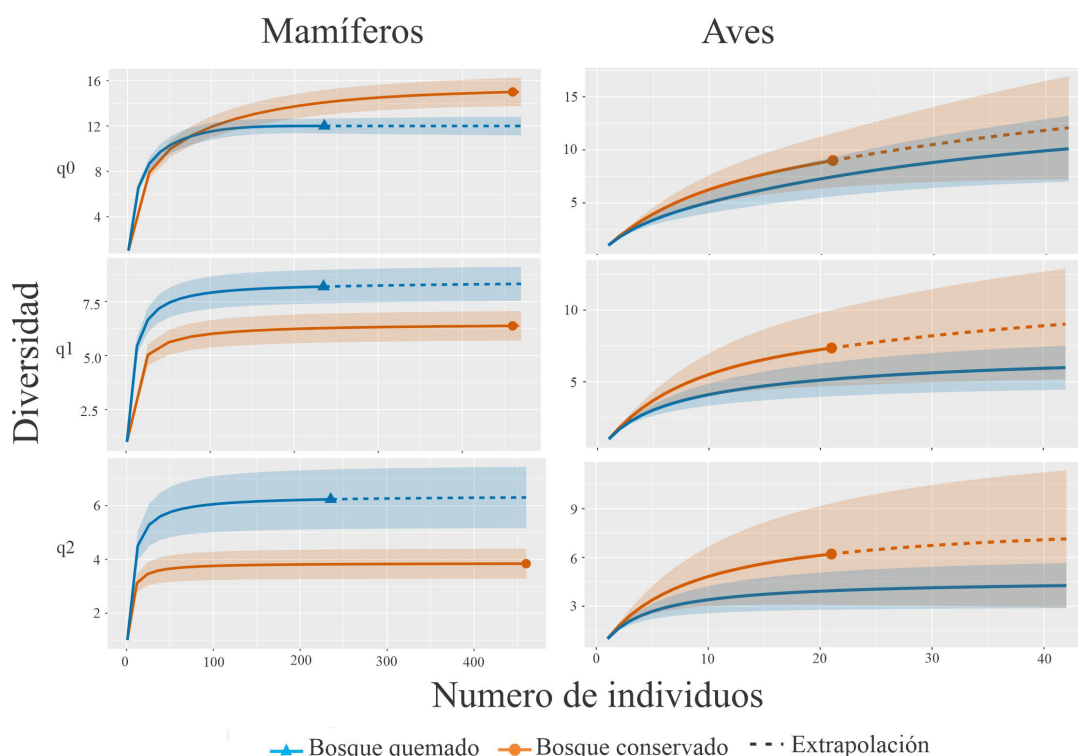 Mamíferos Aves
16
12
8
4
q0
15
10
5
7.5
5.0
2.5
q1
10
5
6
4
2
q2
9
6
3
0 100 200 300 400
0 10 20 30 40
Diversidad
Numero de individuos
Bosque quemado Bosque conservado Extrapolación